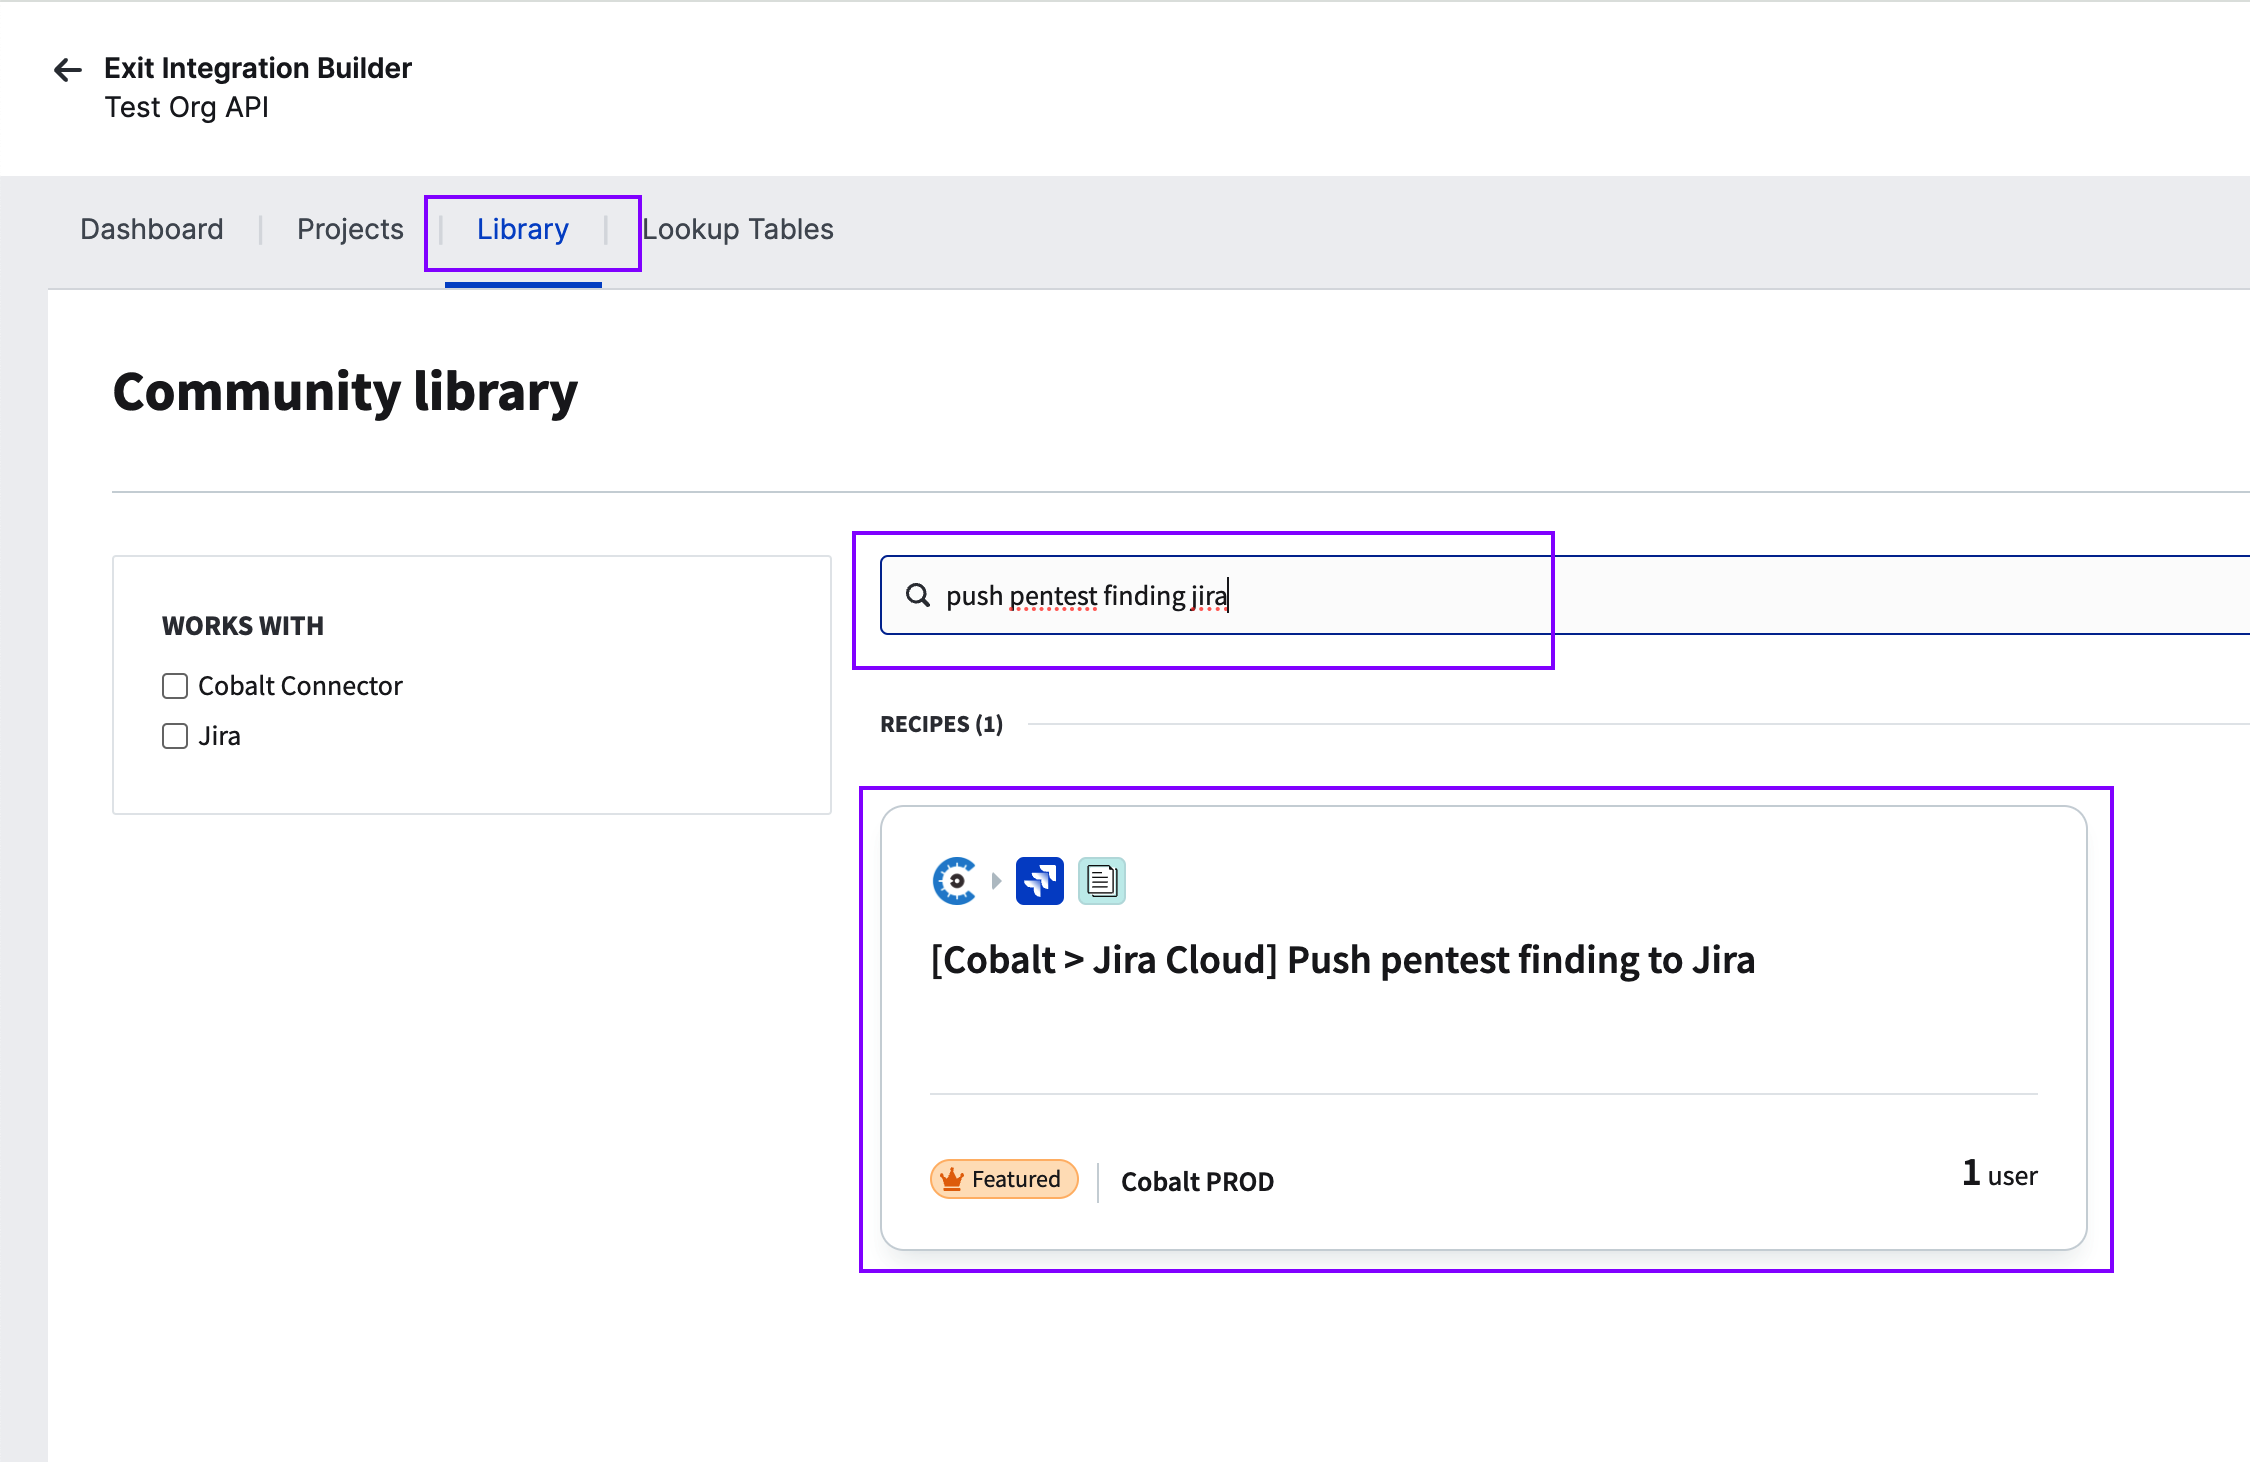 Exit Integration Builder
Test Org API
Dashboard | Projects | Library | Lookup Tables
Community library
WORKS WITH
Cobalt Connector
Jira
push pentest finding jira
RECIPES (1)
[Cobalt > Jira Cloud] Push pentest finding to Jira
Featured | Cobalt PROD
1 user